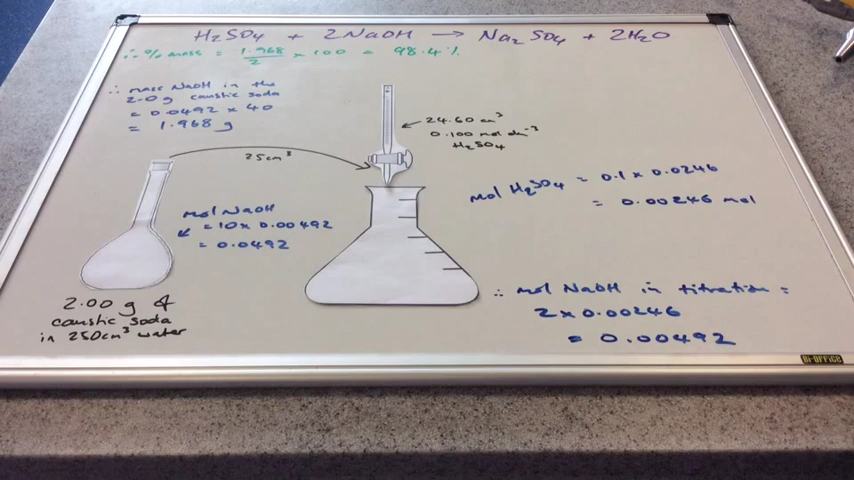 H₂SO₄ + 2NaOH → Na₂SO₄ + 2H₂O
∴ % mass = 1.968/2 × 100 = 98.4%
∴ mass NaOH in the
2.0g caustic soda
= 0.0492 × 40
= 1.968 g
24.60 cm³
0.100 mol dm⁻³
H₂SO₄
25cm³
mol H₂SO₄ = 0.1 × 0.0246
= 0.00246 mol
mol NaOH
= 10 × 0.00492
= 0.0492
2.00 g of
caustic soda
in 250cm³ water
∴ mol NaOH in titration =
2 × 0.00246
= 0.00492
Bi-OFFICE